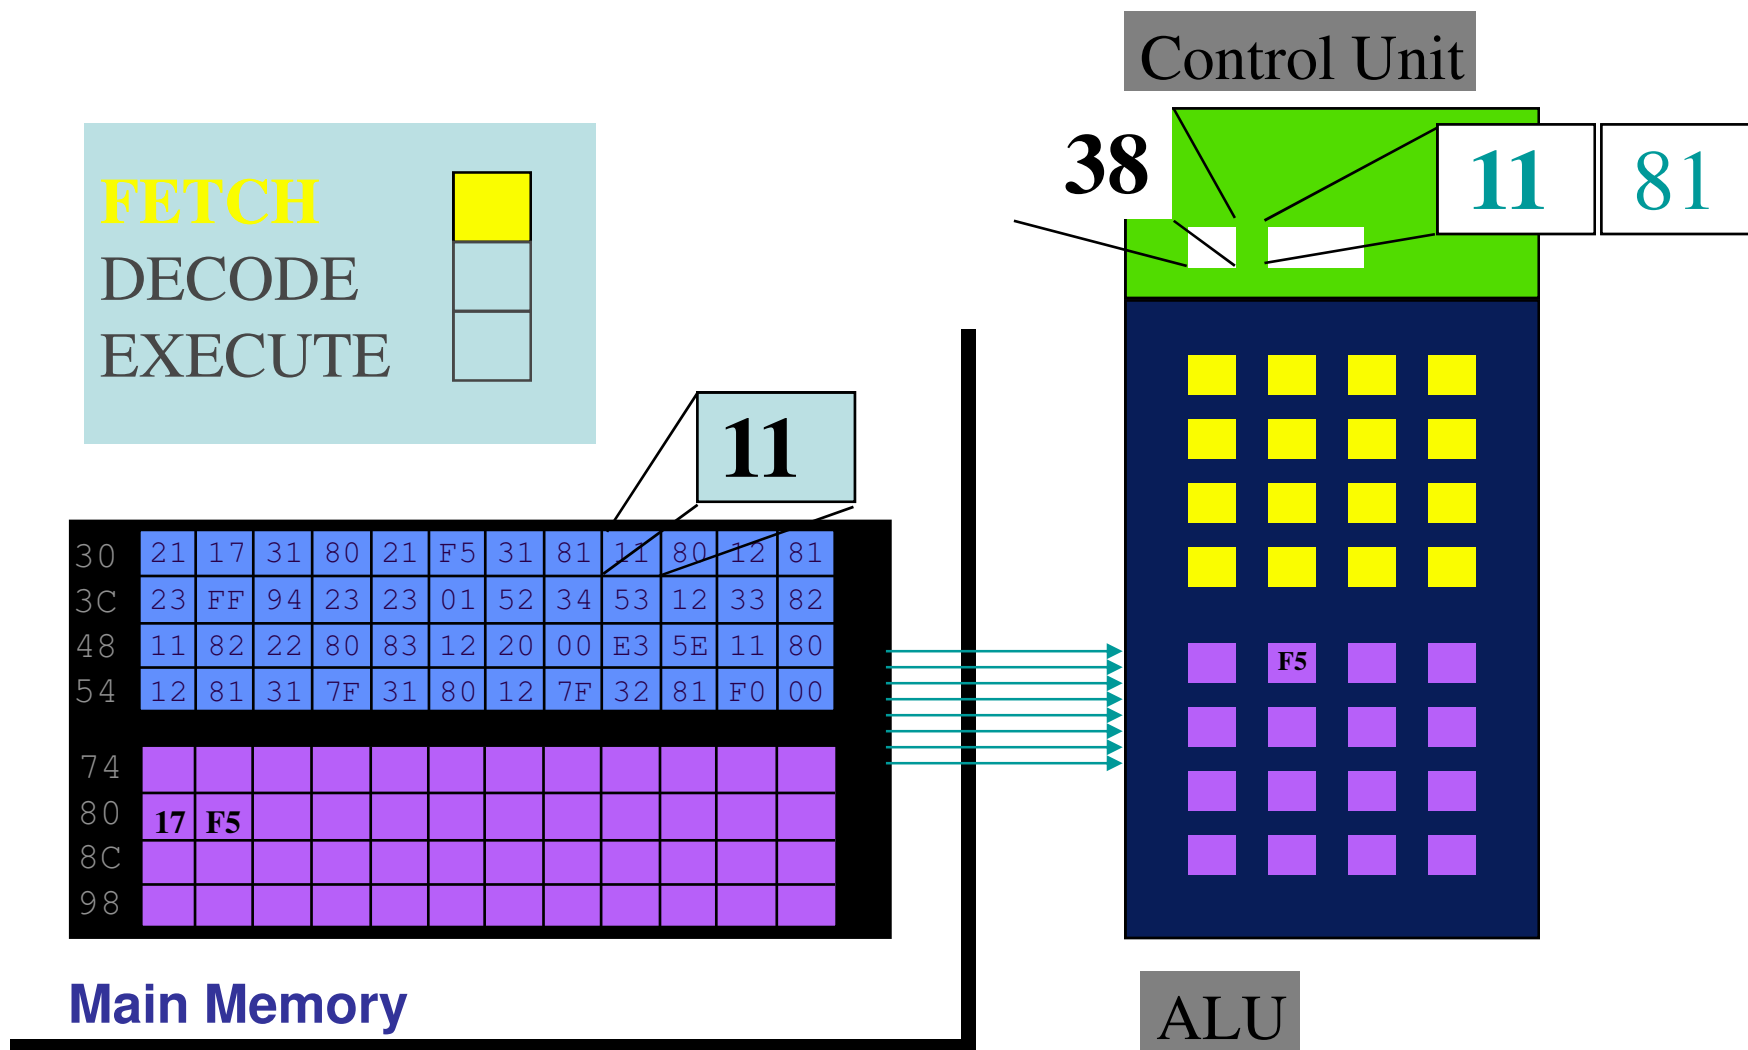 Control Unit
38
11 81
FETCH
DECODE
EXECUTE
11
30 21 17 31 80 21 F5 31 81 11 80 12 81
3C 23 FF 94 23 23 01 52 34 53 12 33 82
48 11 82 22 80 83 12 20 00 E3 5E 11 80
54 12 81 31 7F 31 80 12 7F 32 81 F0 00
F5
74
80 17 F5
8C
98
Main Memory
ALU